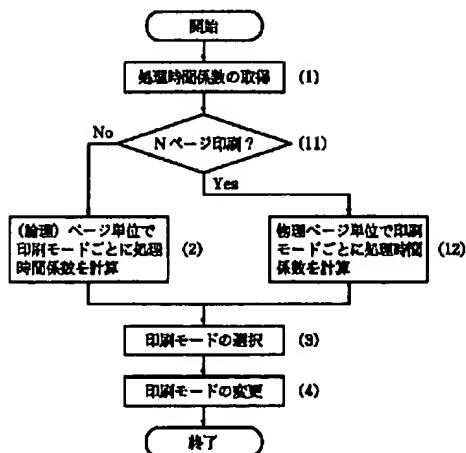 開始
処理時間係数の取得 (1)
Nページ印刷? (11)
No
Yes
(論理)ページ単位で
印刷モードごとに処理
時間係数を計算
(2)
物理ページ単位で印刷
モードごとに処理時間
係数を計算
(12)
印刷モードの選択 (3)
印刷モードの変更 (4)
終了